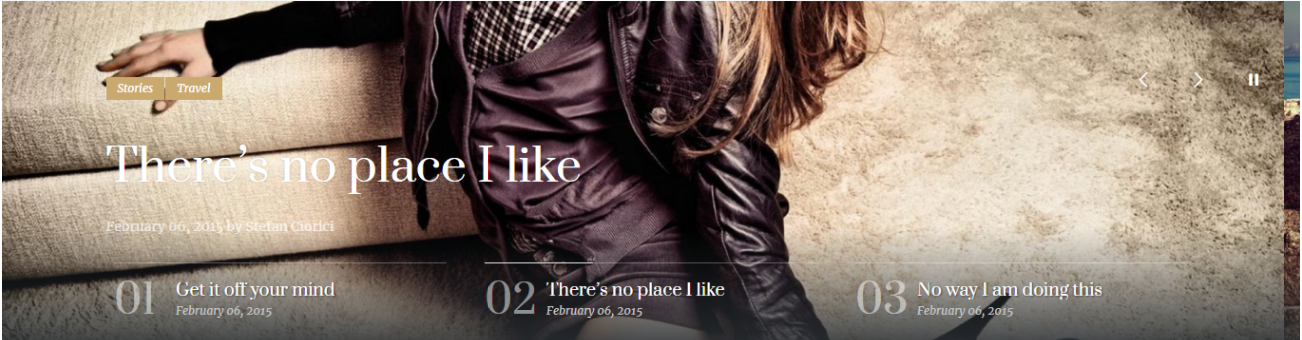 Stories Travel
There's no place I like
February 06, 2015 by Stefan Ciorici
01 Get it off your mind
February 06, 2015
02 There's no place I like
February 06, 2015
03 No way I am doing this
February 06, 2015